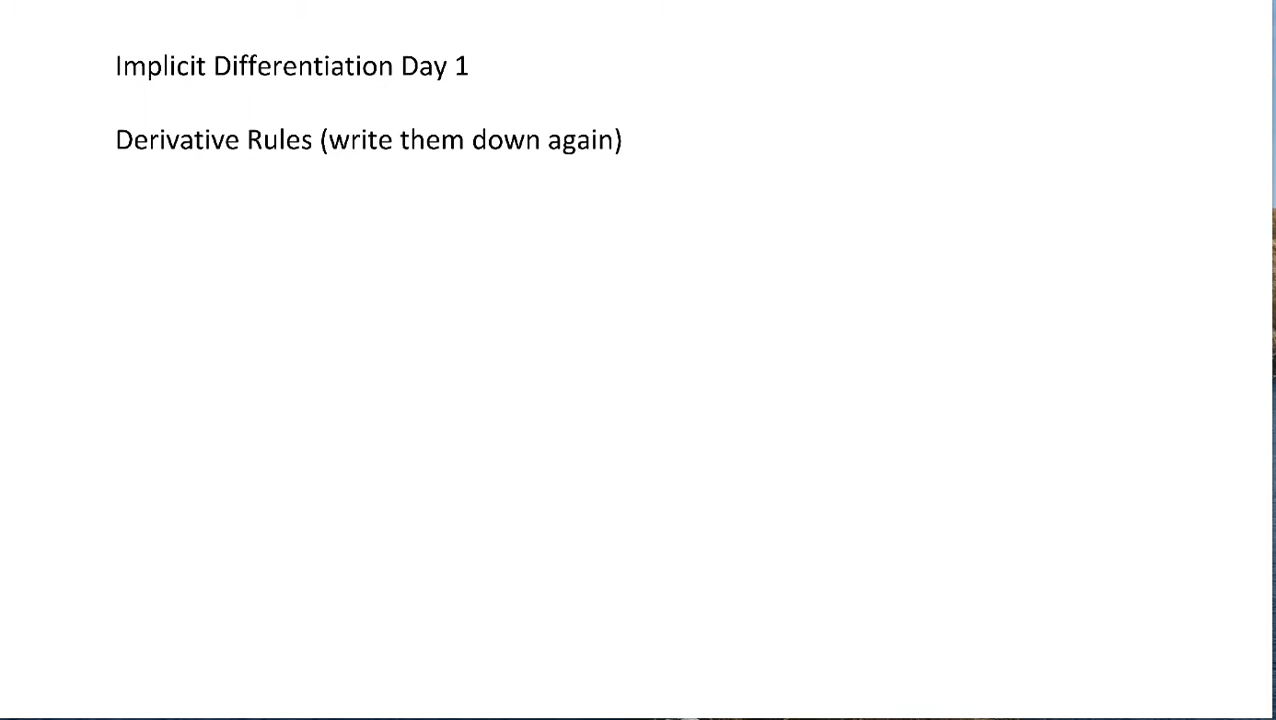 Implicit Differentiation Day 1
Derivative Rules (write them down again)